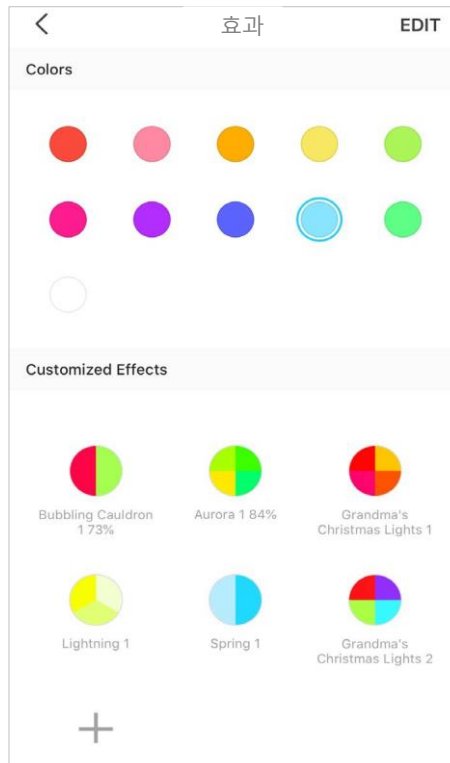 효과 EDIT
Colors
Customized Effects
Bubbling Cauldron
1 73%
Aurora 1 84%
Grandma's
Christmas Lights 1
Lightning 1
Spring 1
Grandma's
Christmas Lights 2